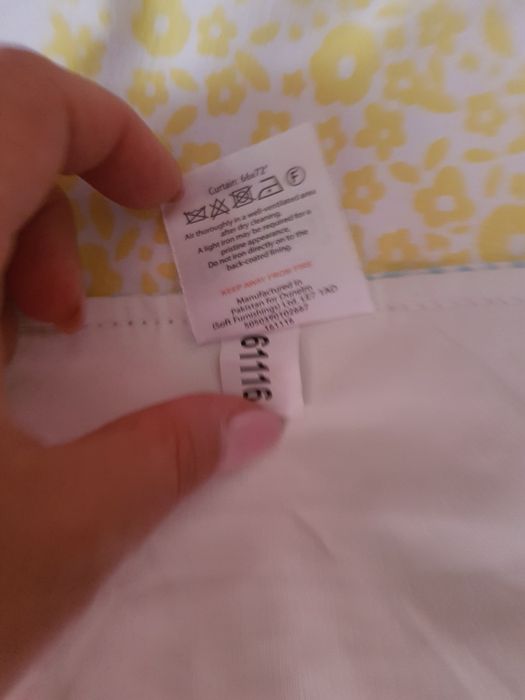 Curtain: 66x72"
F
Air thoroughly in a well-ventilated area
after dry cleaning.
A light iron may be required for a
pristine appearance.
Do not iron directly on to the
back-coated lining.
KEEP AWAY FROM FIRE
Manufactured in
Pakistan for Dunelm
(Soft Furnishings) Ltd. LE7 1AD
161116
61116